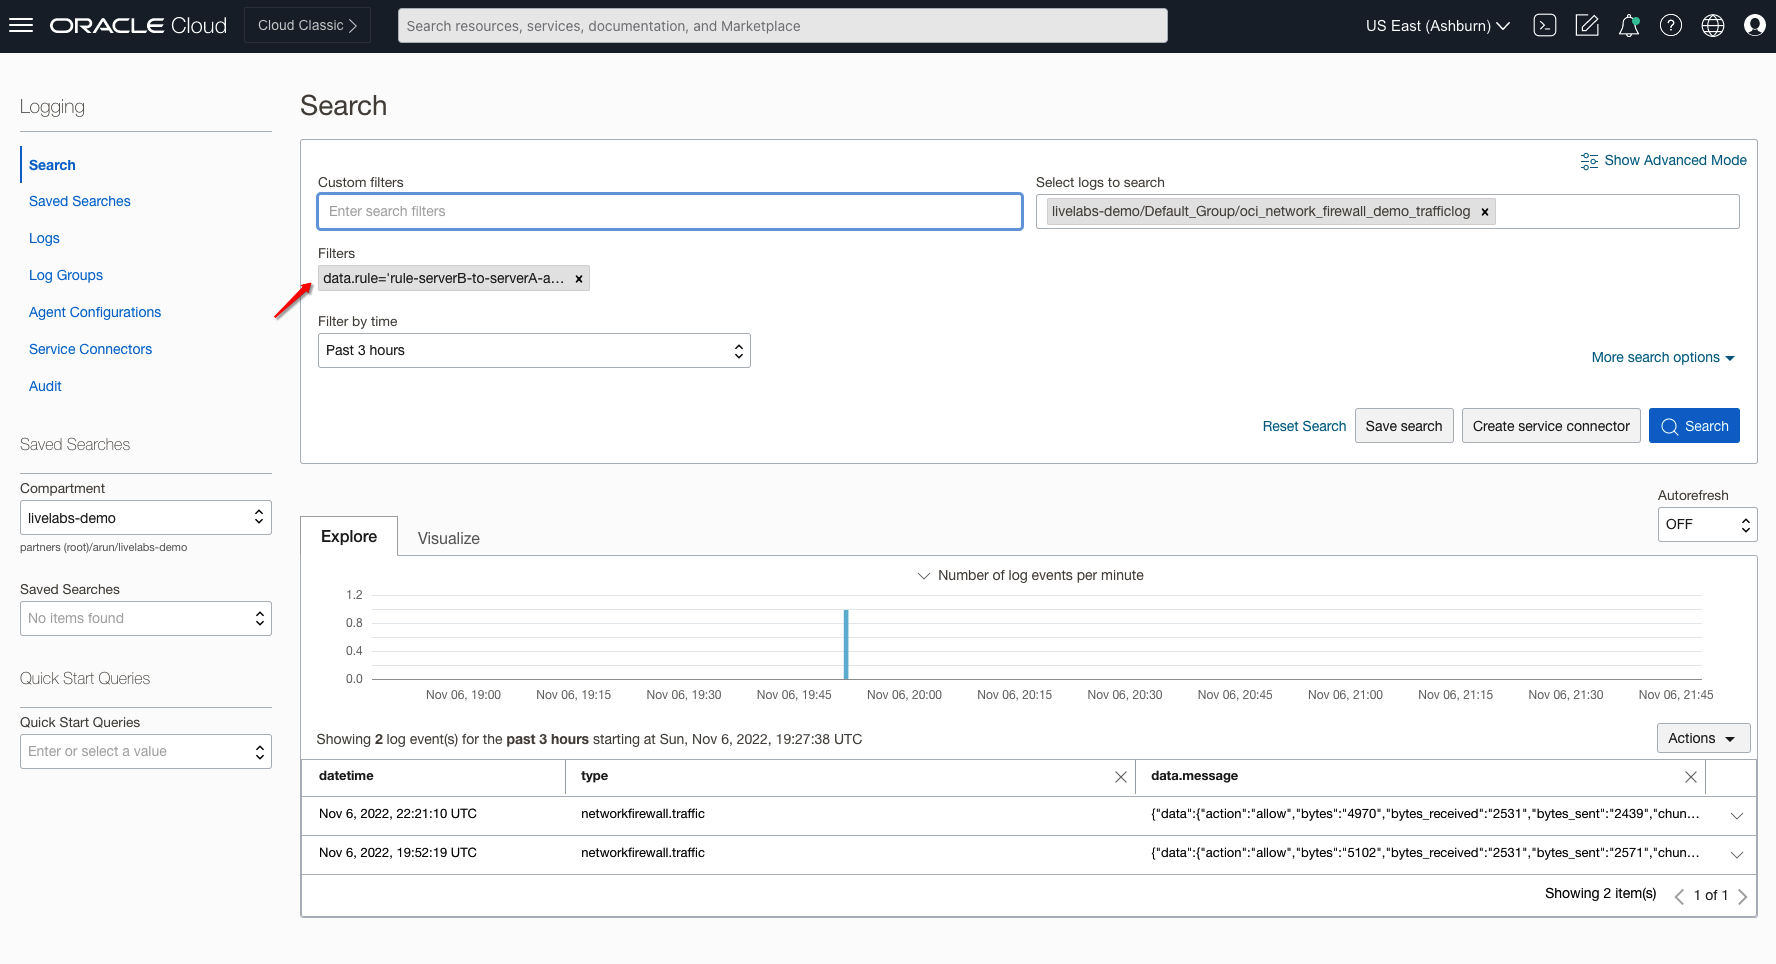 ORACLE Cloud
Cloud Classic
Search resources, services, documentation, and Marketplace
US East (Ashburn)
Logging
Search
Saved Searches
Logs
Log Groups
Agent Configurations
Service Connectors
Audit
Saved Searches
Compartment
livelabs-demo
partners (root)/arun/livelabs-demo
Saved Searches
No items found
Quick Start Queries
Quick Start Queries
Enter or select a value
Search
Show Advanced Mode
Custom filters
Enter search filters
Select logs to search
livelabs-demo/Default_Group/oci_network_firewall_demo_trafficlog ×
Filters
data.rule='rule-serverB-to-serverA-a... ×
Filter by time
Past 3 hours
More search options
Reset Search
Save search
Create service connector
Search
Autorefresh
OFF
Explore
Visualize
Number of log events per minute
1.2
0.8
0.4
0.0
Nov 06, 19:00 Nov 06, 19:15 Nov 06, 19:30 Nov 06, 19:45 Nov 06, 20:00 Nov 06, 20:15 Nov 06, 20:30 Nov 06, 20:45 Nov 06, 21:00 Nov 06, 21:15 Nov 06, 21:30 Nov 06, 21:45
Showing 2 log event(s) for the past 3 hours starting at Sun, Nov 6, 2022, 19:27:38 UTC
Actions
datetime type data.message
Nov 6, 2022, 22:21:10 UTC networkfirewall.traffic {"data":{"action":"allow","bytes":"4970","bytes_received":"2531","bytes_sent":"2439","chun...
Nov 6, 2022, 19:52:19 UTC networkfirewall.traffic {"data":{"action":"allow","bytes":"5102","bytes_received":"2531","bytes_sent":"2571","chun...
Showing 2 item(s) 1 of 1